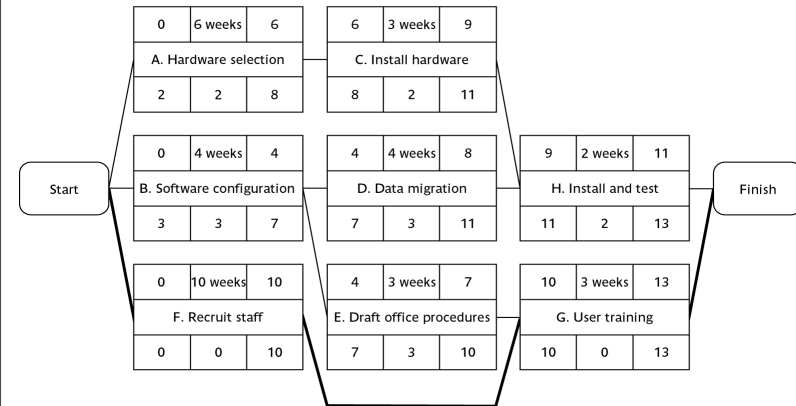 0 6 weeks 6
A. Hardware selection
2 2 8
6 3 weeks 9
C. Install hardware
8 2 11
0 4 weeks 4
B. Software configuration
3 3 7
4 4 weeks 8
D. Data migration
7 3 11
9 2 weeks 11
H. Install and test
11 2 13
Start
Finish
0 10 weeks 10
F. Recruit staff
0 0 10
4 3 weeks 7
E. Draft office procedures
7 3 10
10 3 weeks 13
G. User training
10 0 13